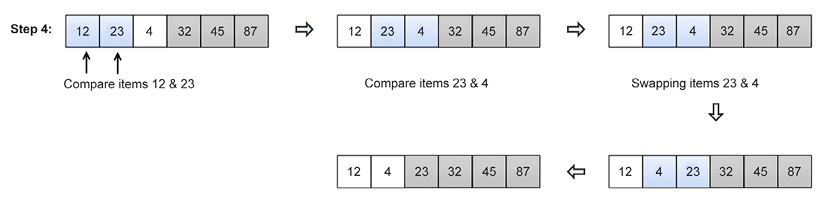 Step 4: 12 23 4 32 45 87
12 23 4 32 45 87
12 23 4 32 45 87
Compare items 12 & 23
Compare items 23 & 4
Swapping items 23 & 4
12 4 23 32 45 87
12 4 23 32 45 87